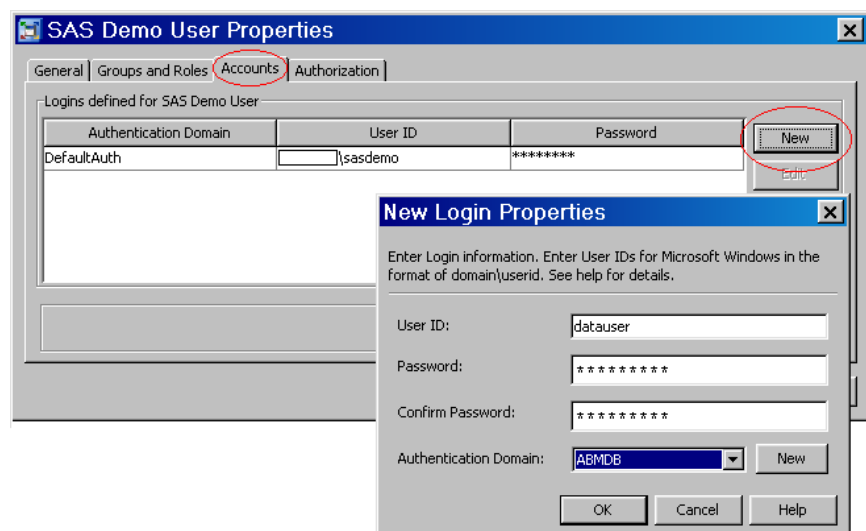 SAS Demo User Properties
General Groups and Roles Accounts Authorization
Logins defined for SAS Demo User
Authentication Domain User ID Password
New
DefaultAuth \sasdemo ********
Edit
New Login Properties
Enter Login information. Enter User IDs for Microsoft Windows in the
format of domain\userid. See help for details.
User ID: datauser
Password: *********
Confirm Password: *********
Authentication Domain: ABMDB New
OK Cancel Help